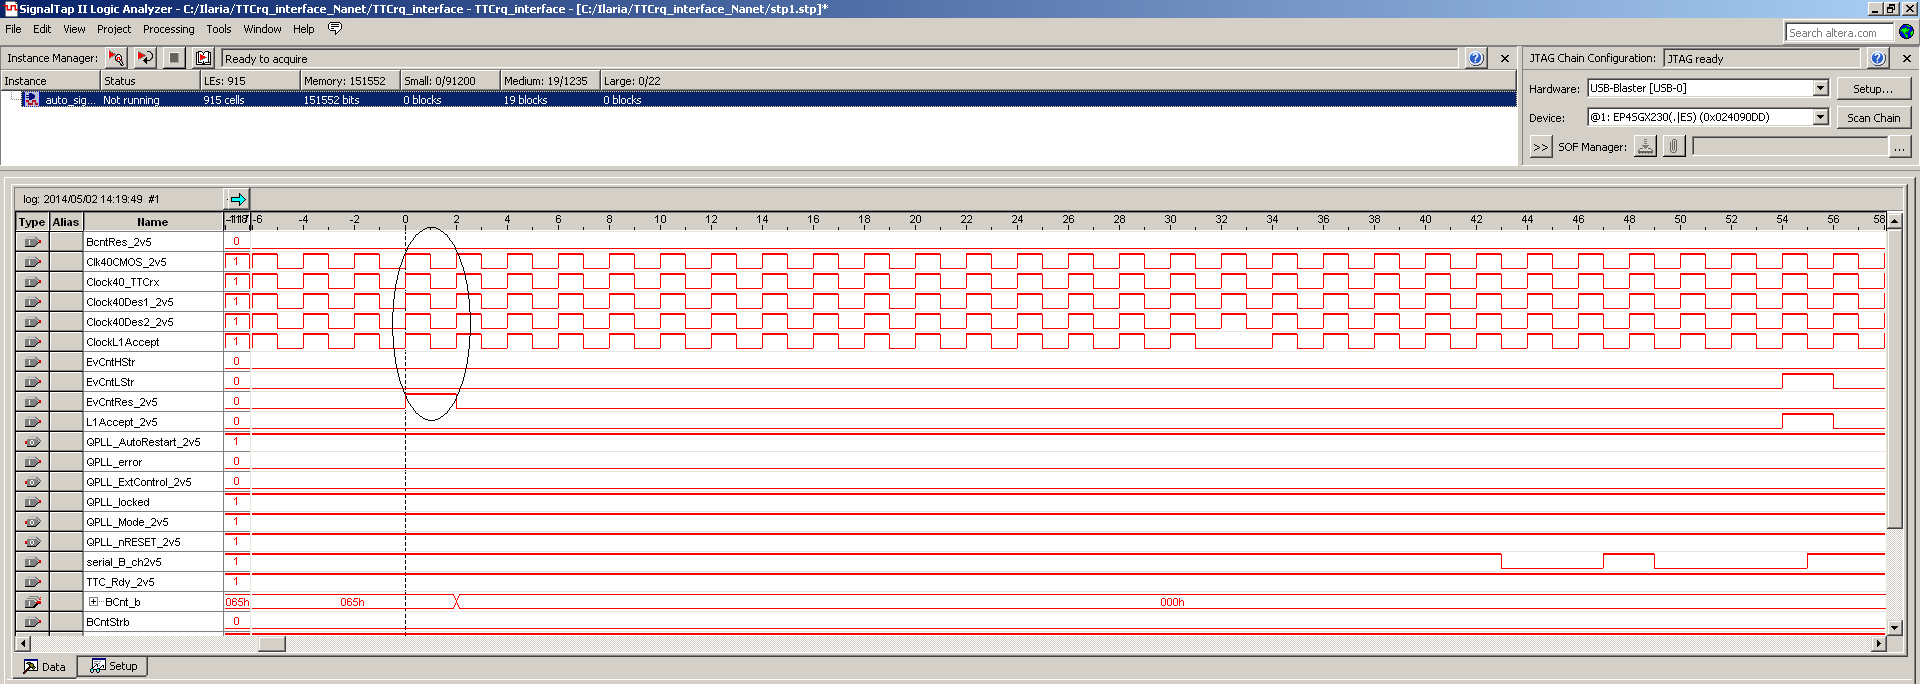 SignalTap II Logic Analyzer - C:/Ilaria/TTCrq_interface_Nanet/TTCrq_interface - TTCrq_interface - [C:/Ilaria/TTCrq_interface_Nanet/stp1.stp]*
File Edit View Project Processing Tools Window Help
Search altera.com
Instance Manager: Ready to acquire
JTAG Chain Configuration: JTAG ready
Instance Status LEs: 915 Memory: 151552 Small: 0/91200 Medium: 19/1235 Large: 0/22
auto_sig... Not running 915 cells 151552 bits 0 blocks 19 blocks 0 blocks
Hardware: USB-Blaster [USB-0] Setup...
Device: @1: EP4SGX230(.|ES) (0x024090DD) Scan Chain
>> SOF Manager: ...
log: 2014/05/02 14:19:49 #1
Type Alias Name -6 -4 -2 0 2 4 6 8 10 12 14 16 18 20 22 24 26 28 30 32 34 36 38 40 42 44 46 48 50 52 54 56 58
BcntRes_2v5 0
Clk40CMOS_2v5 1
Clock40_TTCrx 1
Clock40Des1_2v5 1
Clock40Des2_2v5 1
ClockL1Accept 1
EvCntHStr 0
EvCntLStr 0
EvCntRes_2v5 0
L1Accept_2v5 0
QPLL_AutoRestart_2v5 1
QPLL_error 0
QPLL_ExtControl_2v5 0
QPLL_locked 1
QPLL_Mode_2v5 1
QPLL_nRESET_2v5 1
serial_B_ch2v5 1
TTC_Rdy_2v5 1
BCnt_b 065h 065h 000h
BCntStrb 0
Data Setup